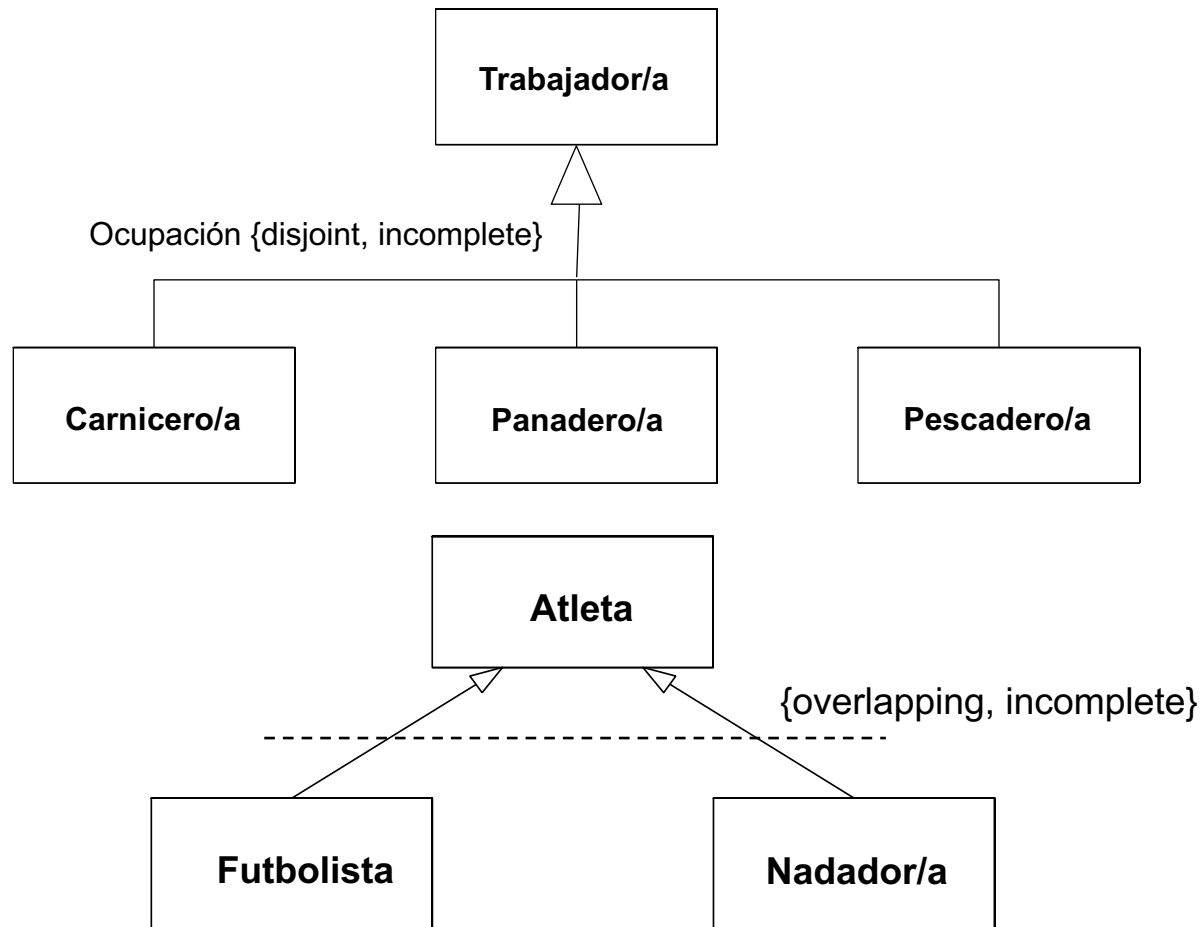 Trabajador/a
Ocupación {disjoint, incomplete}
Carnicero/a
Panadero/a
Pescadero/a
Atleta
{overlapping, incomplete}
Futbolista
Nadador/a